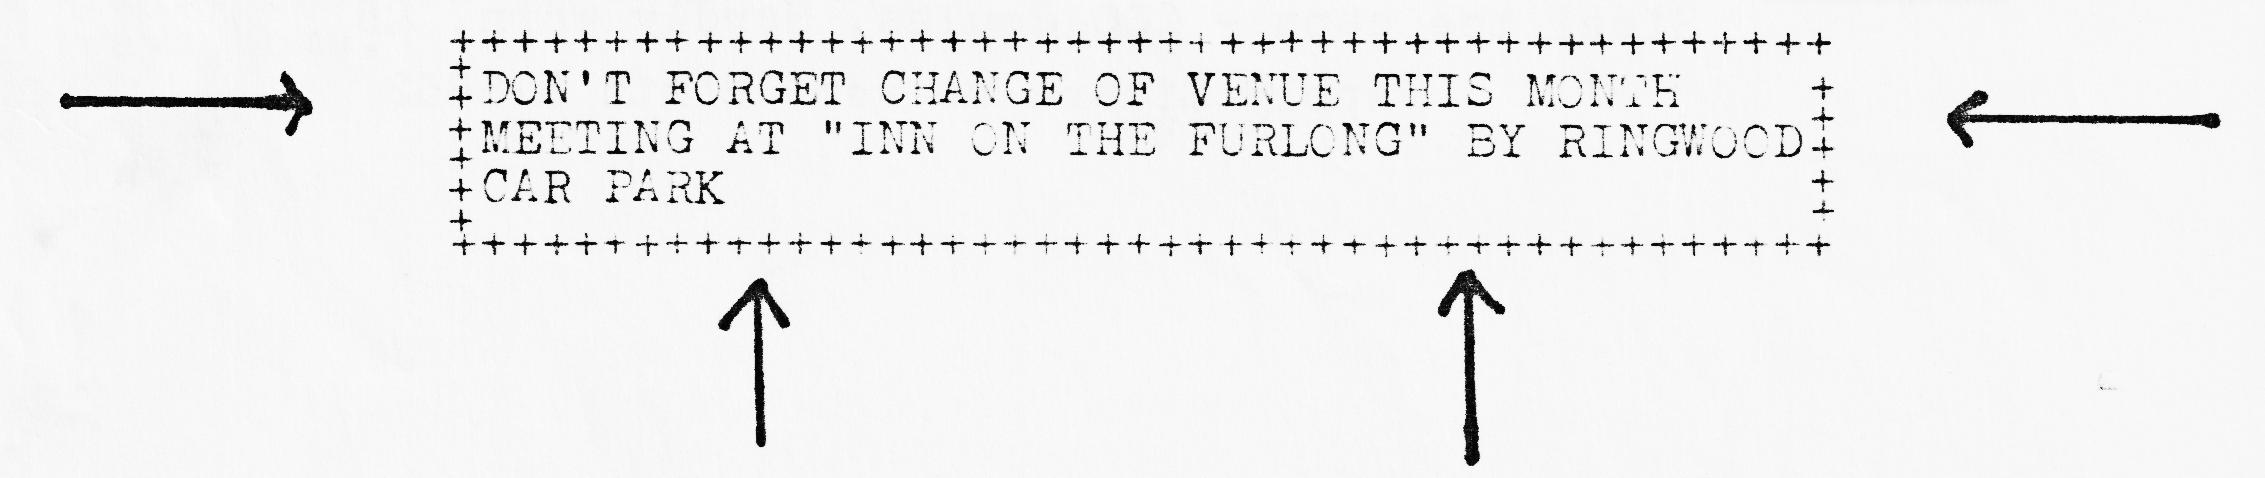 DON'T FORGET CHANGE OF VENUE THIS MONTH
MEETING AT "INN ON THE FURLONG" BY RINGWOOD
CAR PARK